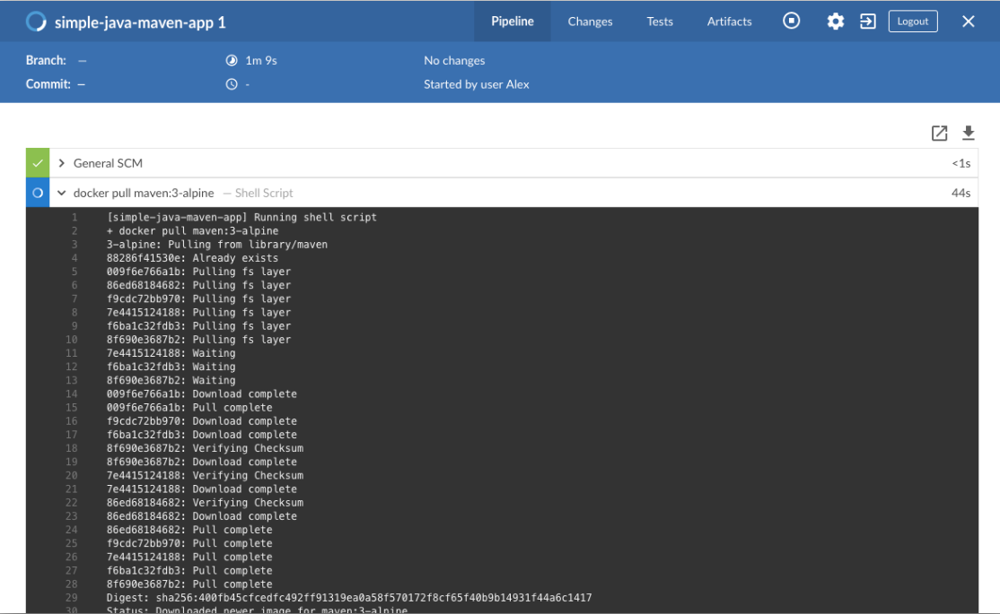 simple-java-maven-app 1 Pipeline Changes Tests Artifacts Logout
Branch: — 1m 9s No changes
Commit: — - Started by user Alex
General SCM <1s
docker pull maven:3-alpine — Shell Script 44s
1 [simple-java-maven-app] Running shell script
2 + docker pull maven:3-alpine
3 3-alpine: Pulling from library/maven
4 88286f41530e: Already exists
5 009f6e766a1b: Pulling fs layer
6 86ed68184682: Pulling fs layer
7 f9cdc72bb970: Pulling fs layer
8 7e4415124188: Pulling fs layer
9 f6ba1c32fdb3: Pulling fs layer
10 8f690e3687b2: Pulling fs layer
11 7e4415124188: Waiting
12 f6ba1c32fdb3: Waiting
13 8f690e3687b2: Waiting
14 009f6e766a1b: Download complete
15 009f6e766a1b: Pull complete
16 f9cdc72bb970: Download complete
17 f6ba1c32fdb3: Download complete
18 8f690e3687b2: Verifying Checksum
19 8f690e3687b2: Download complete
20 7e4415124188: Verifying Checksum
21 7e4415124188: Download complete
22 86ed68184682: Verifying Checksum
23 86ed68184682: Download complete
24 86ed68184682: Pull complete
25 f9cdc72bb970: Pull complete
26 7e4415124188: Pull complete
27 f6ba1c32fdb3: Pull complete
28 8f690e3687b2: Pull complete
29 Digest: sha256:400fb45cfcedfc492ff91319ea0a58f570172f8cf65f40b9b14931f44a6c1417
30 Status: Downloaded newer image for maven:3-alpine